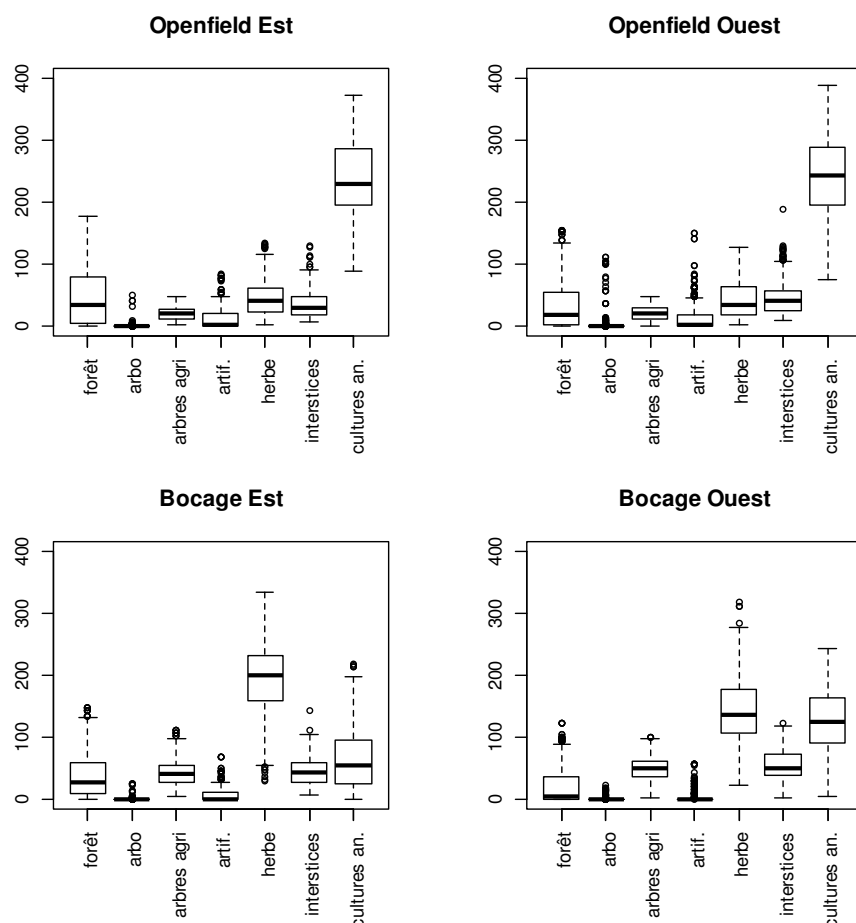 Openfield Est
400
300
200
100
0
forêt
arbo
arbres agri
artif.
herbe
interstices
cultures an.
Openfield Ouest
400
300
200
100
0
forêt
arbo
arbres agri
artif.
herbe
interstices
cultures an.
Bocage Est
400
300
200
100
0
forêt
arbo
arbres agri
artif.
herbe
interstices
cultures an.
Bocage Ouest
400
300
200
100
0
forêt
arbo
arbres agri
artif.
herbe
interstices
cultures an.